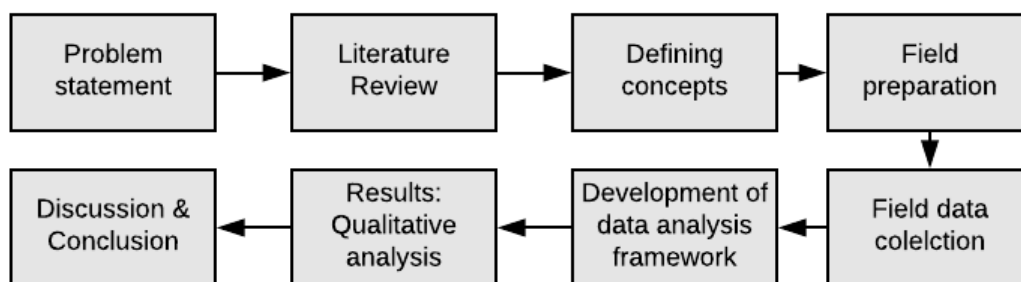 Problem
statement
Literature
Review
Defining
concepts
Field
preparation
Field data
colelction
Development of
data analysis
framework
Results:
Qualitative
analysis
Discussion &
Conclusion